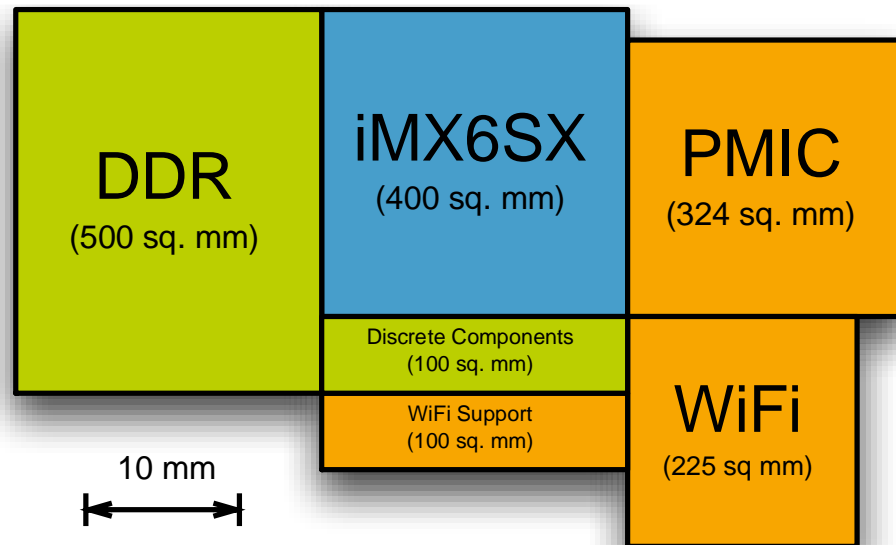 DDR
(500 sq. mm)
iMX6SX
(400 sq. mm)
PMIC
(324 sq. mm)
Discrete Components
(100 sq. mm)
WiFi Support
(100 sq. mm)
WiFi
(225 sq mm)
10 mm